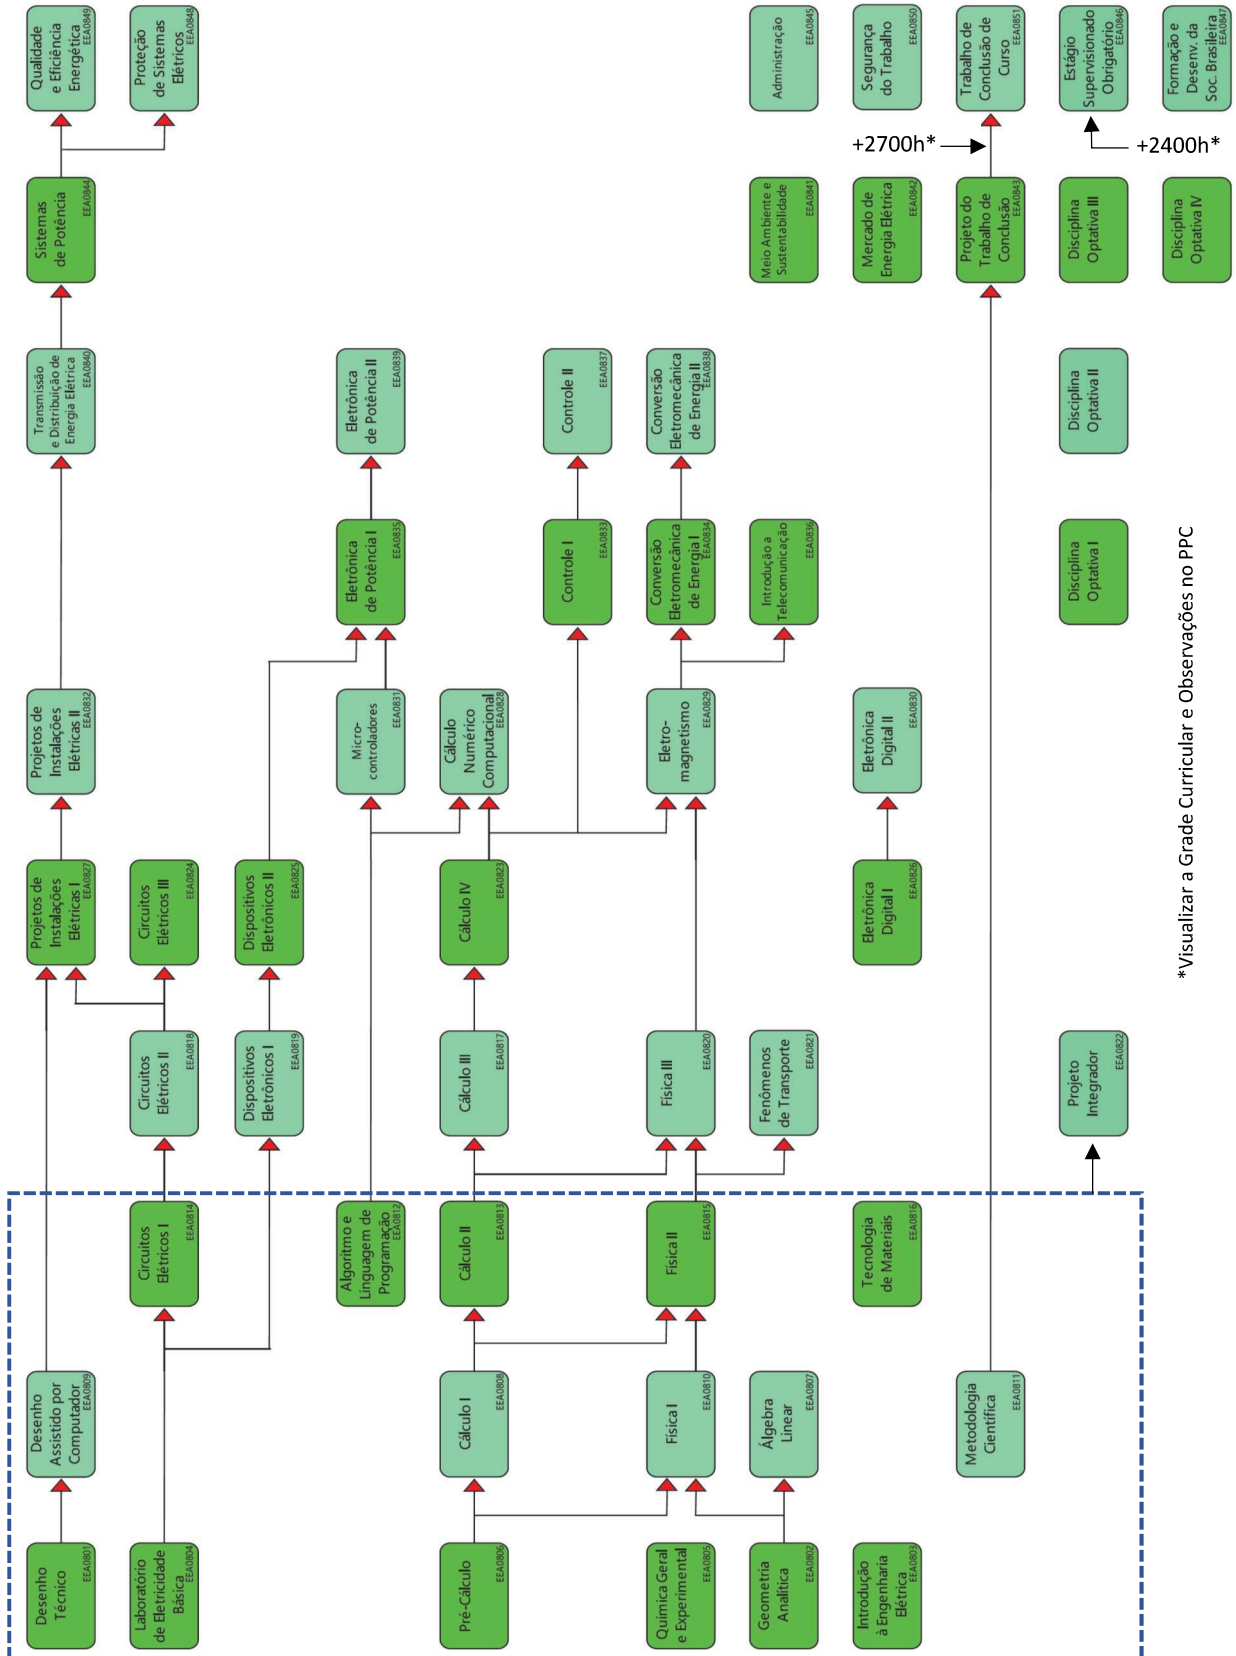 Qualidade
e Eficiência
Energética
EEA0849
Proteção
de Sistemas
Elétricos
EEA0848
Administração
EEA0845
Segurança
do Trabalho
EEA0850
Trabalho de
Conclusão de
Curso
EEA0851
Estágio
Supervisionado
Obrigatório
EEA0846
Formação e
Desenv. da
Soc. Brasileira
EEA0847
+2700h*
+2400h*
Sistemas
de Potência
EEA0844
Meio Ambiente e
Sustentabilidade
EEA0841
Mercado de
Energia Elétrica
EEA0842
Projeto do
Trabalho de
Conclusão
EEA0843
Disciplina
Optativa III
Disciplina
Optativa IV
Transmissão
e Distribuição de
Energia Elétrica
EEA0840
Eletrônica
de Potência II
EEA0839
Controle II
EEA0837
Conversão
Eletromecânica
de Energia II
EEA0838
Disciplina
Optativa II
Eletrônica
de Potência I
EEA0835
Controle I
EEA0833
Conversão
Eletromecânica
de Energia I
EEA0834
Introdução a
Telecomunicação
EEA0836
Disciplina
Optativa I
Projetos de
Instalações
Elétricas II
EEA0832
Micro-
controladores
EEA0831
Cálculo
Numérico
Computacional
EEA0828
Eletro-
magnetismo
EEA0829
Eletrônica
Digital II
EEA0830
Projetos de
Instalações
Elétricas I
EEA0827
Circuitos
Elétricos III
EEA0824
Dispositivos
Eletrônicos II
EEA0825
Cálculo IV
EEA0823
Eletrônica
Digital I
EEA0826
Circuitos
Elétricos II
EEA0818
Dispositivos
Eletrônicos I
EEA0819
Cálculo III
EEA0817
Física III
EEA0820
Fenômenos
de Transporte
EEA0821
Projeto
Integrador
EEA0822
Circuitos
Elétricos I
EEA0814
Algoritmo e
Linguagem de
Programação
EEA0812
Cálculo II
EEA0813
Física II
EEA0815
Tecnologia
de Materiais
EEA0816
Desenho
Assistido por
Computador
EEA0809
Cálculo I
EEA0808
Física I
EEA0810
Álgebra
Linear
EEA0807
Metodologia
Científica
EEA0811
Desenho
Técnico
EEA0801
Laboratório
de Eletricidade
Básica
EEA0804
Pré-Cálculo
EEA0806
Química Geral
e Experimental
EEA0805
Geometria
Analítica
EEA0802
Introdução
à Engenharia
Elétrica
EEA0803
*Visualizar a Grade Curricular e Observações no PPC